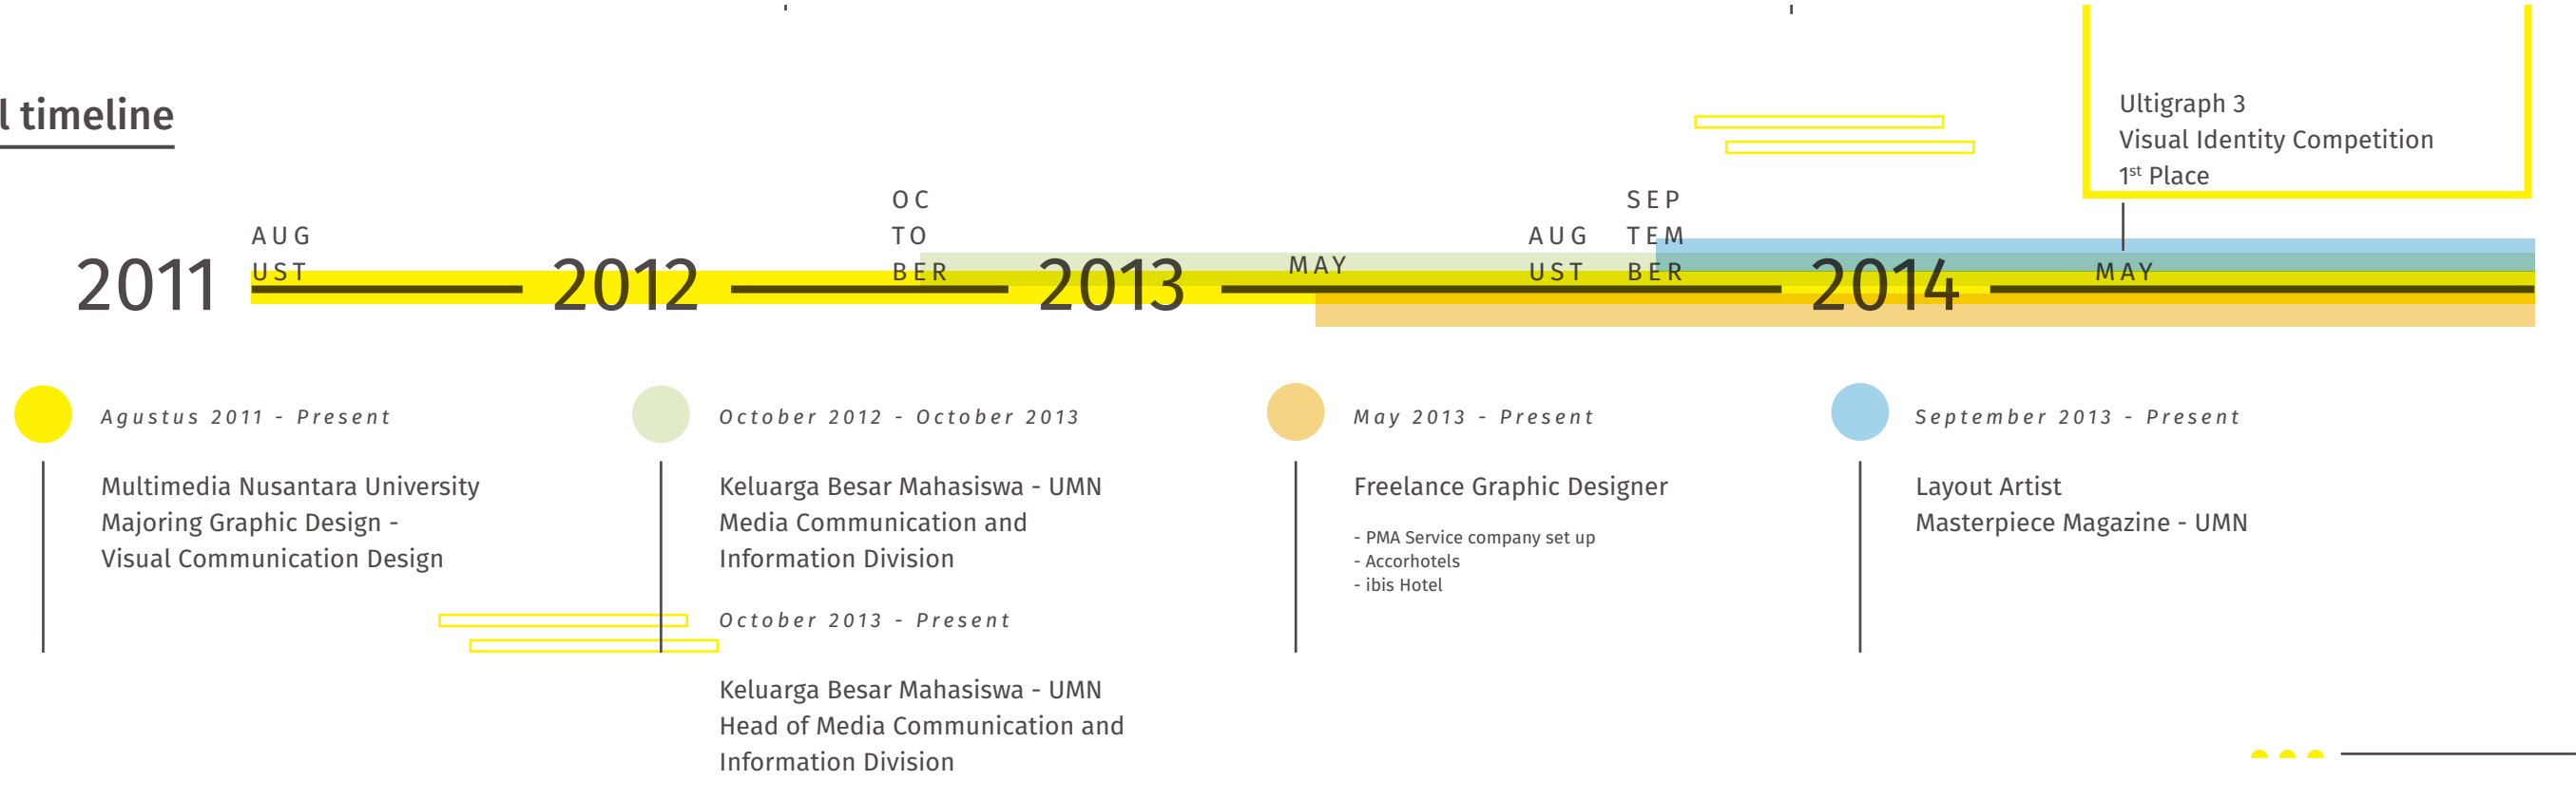 l timeline
Ultigraph 3
Visual Identity Competition
1st Place
2011
AUG
UST
2012
OC
TO
BER
2013
MAY
AUG
UST
SEP
TEM
BER
2014
MAY
Agustus 2011 - Present
Multimedia Nusantara University
Majoring Graphic Design -
Visual Communication Design
October 2012 - October 2013
Keluarga Besar Mahasiswa - UMN
Media Communication and
Information Division
October 2013 - Present
Keluarga Besar Mahasiswa - UMN
Head of Media Communication and
Information Division
May 2013 - Present
Freelance Graphic Designer
- PMA Service company set up
- Accorhotels
- ibis Hotel
September 2013 - Present
Layout Artist
Masterpiece Magazine - UMN